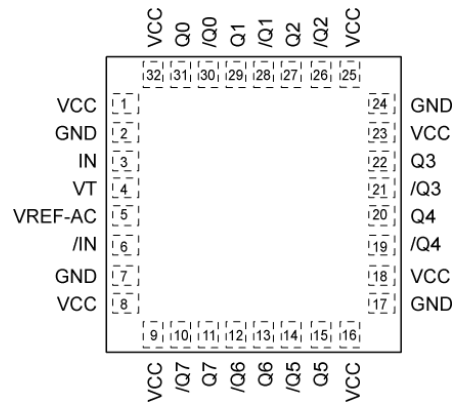 VCC Q0 /Q0 Q1 /Q1 Q2 /Q2 VCC
32 31 30 29 28 27 26 25
VCC 1 24 GND
GND 2 23 VCC
IN 3 22 Q3
VT 4 21 /Q3
VREF-AC 5 20 Q4
/IN 6 19 /Q4
GND 7 18 VCC
VCC 8 17 GND
9 10 11 12 13 14 15 16
VCC /Q7 Q7 /Q6 Q6 /Q5 Q5 VCC